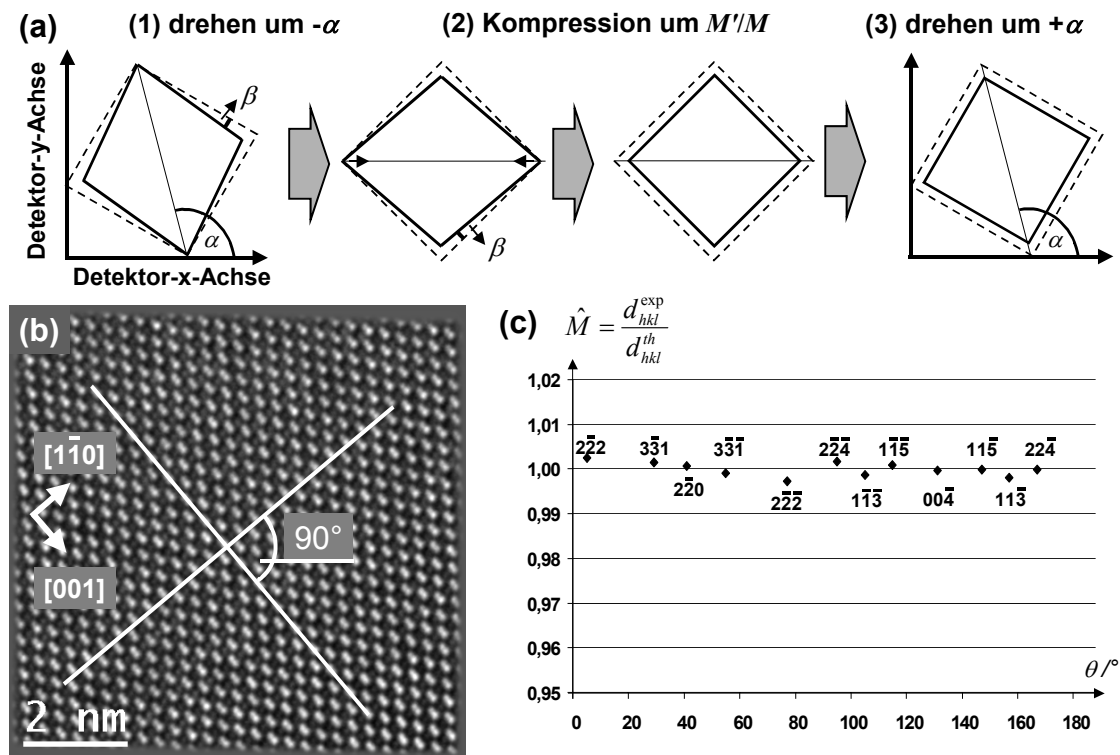 (a) (1) drehen um -α (2) Kompression um M'/M (3) drehen um +α
Detektor-y-Achse
β
α
Detektor-x-Achse
β
α
(b)
[11̄0]
[001]
90°
2 nm
(c) M̂ = d_hkl^exp / d_hkl^th
1,02
1,01
1,00
0,99
0,98
0,97
0,96
0,95
22̄2 33̄1 33̄1̄ 22̄4̄ 11̄5̄ 115̄ 224̄
22̄0 22̄2̄ 11̄3̄ 004̄ 113̄
θ/°
0 20 40 60 80 100 120 140 160 180